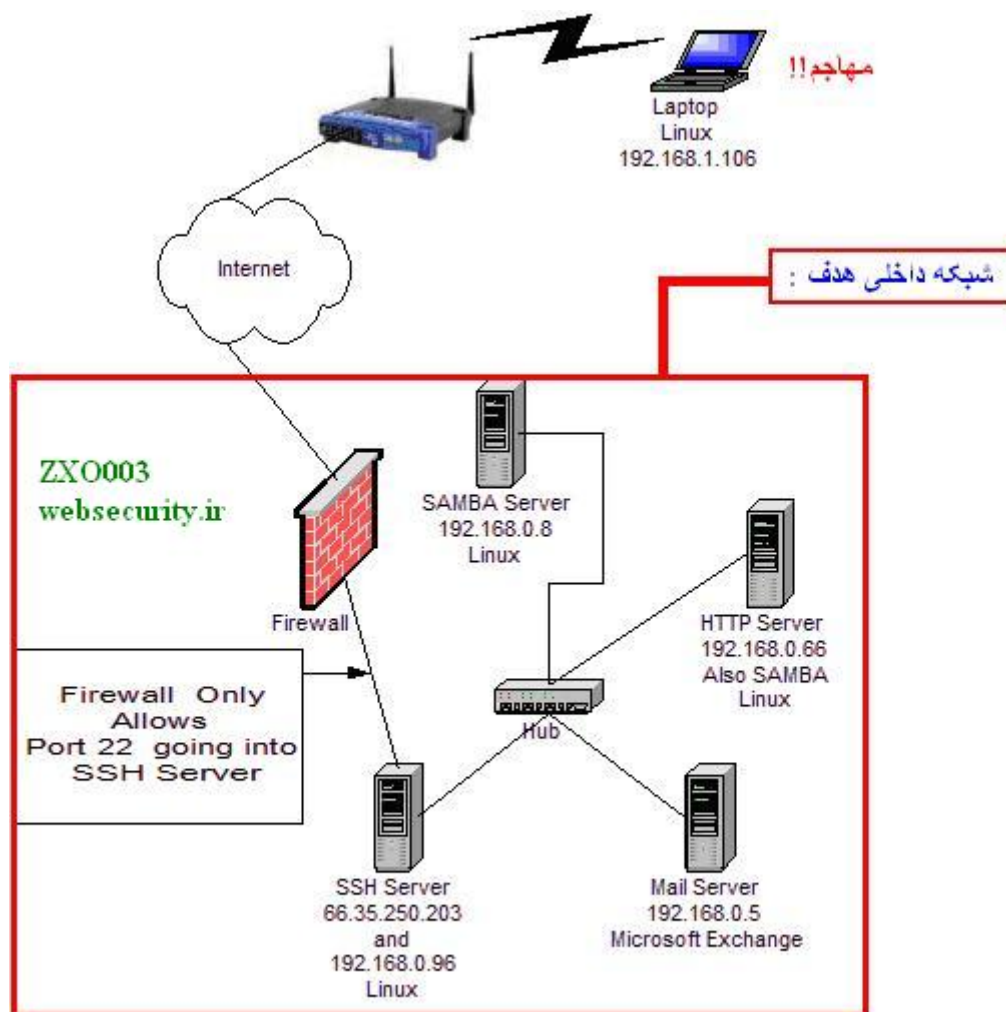 مهاجم!!
Laptop
Linux
192.168.1.106
Internet
شبکه داخلی هدف :
ZXO003
websecurity.ir
SAMBA Server
192.168.0.8
Linux
Firewall
HTTP Server
192.168.0.66
Also SAMBA
Linux
Firewall Only
Allows
Port 22 going into
SSH Server
Hub
SSH Server
66.35.250.203
and
192.168.0.96
Linux
Mail Server
192.168.0.5
Microsoft Exchange